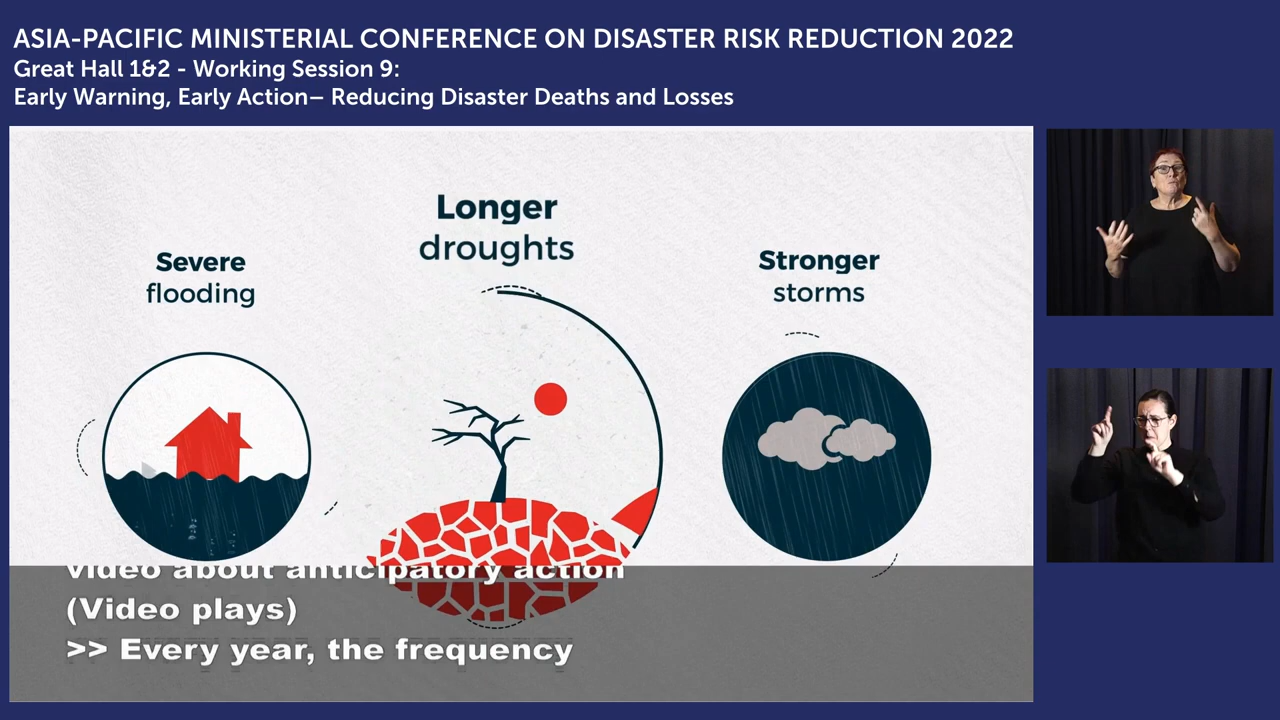 ASIA-PACIFIC MINISTERIAL CONFERENCE ON DISASTER RISK REDUCTION 2022
Great Hall 1&2 - Working Session 9:
Early Warning, Early Action– Reducing Disaster Deaths and Losses
Severe
flooding
Longer
droughts
Stronger
storms
video about anticipatory action
(Video plays)
>> Every year, the frequency